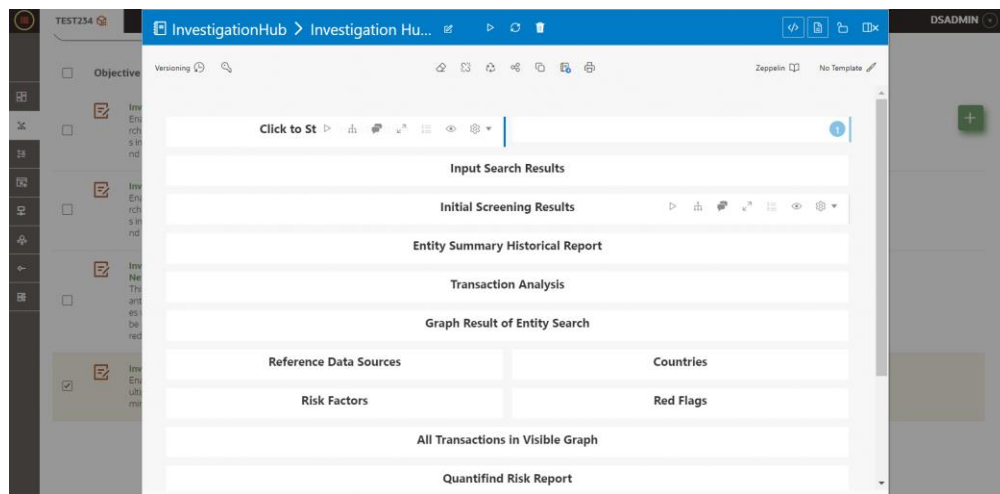 TEST234
DSADMIN
InvestigationHub > Investigation Hu...
Versioning
Zeppelin
No Template
Objective
Click to St
1
Input Search Results
Initial Screening Results
Entity Summary Historical Report
Transaction Analysis
Graph Result of Entity Search
Reference Data Sources
Countries
Risk Factors
Red Flags
All Transactions in Visible Graph
Quantifind Risk Report